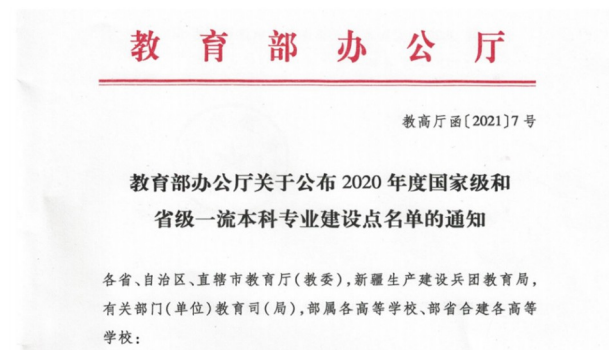 教育部办公厅
教高厅函〔2021〕7号
教育部办公厅关于公布2020年度国家级和
省级一流本科专业建设点名单的通知
各省、自治区、直辖市教育厅(教委),新疆生产建设兵团教育局,
有关部门(单位)教育司(局),部属各高等学校、部省合建各高等
学校: